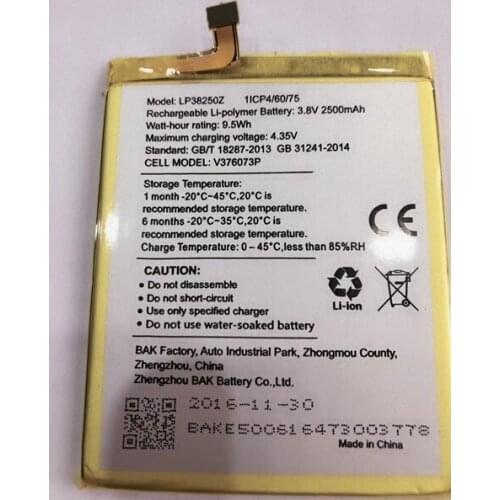 Model: LP38250Z 1ICP4/60/75
Rechargeable Li-polymer Battery: 3.8V 2500mAh
Watt-hour rating: 9.5Wh
Maximum charging voltage: 4.35V
Standard: GB/T 18287-2013 GB 31241-2014
CELL MODEL: V376073P
Storage Temperature:
1 month -20°C~45°C,20°C is
recommended storage temperature.
6 months -20°C~35°C,20°C is
recommended storage temperature.
Charge Temperature: 0~45°C,less than 85%RH
CE
CAUTION:
• Do not disassemble
• Do not short-circuit
• Use only specified charger
• Do not use water-soaked battery
Li-Ion
BAK Factory, Auto Industrial Park, Zhongmou County,
Zhengzhou, China
Zhengzhou BAK Battery Co.,Ltd.
2016-11-30
BAKE500616473003778
Made in China